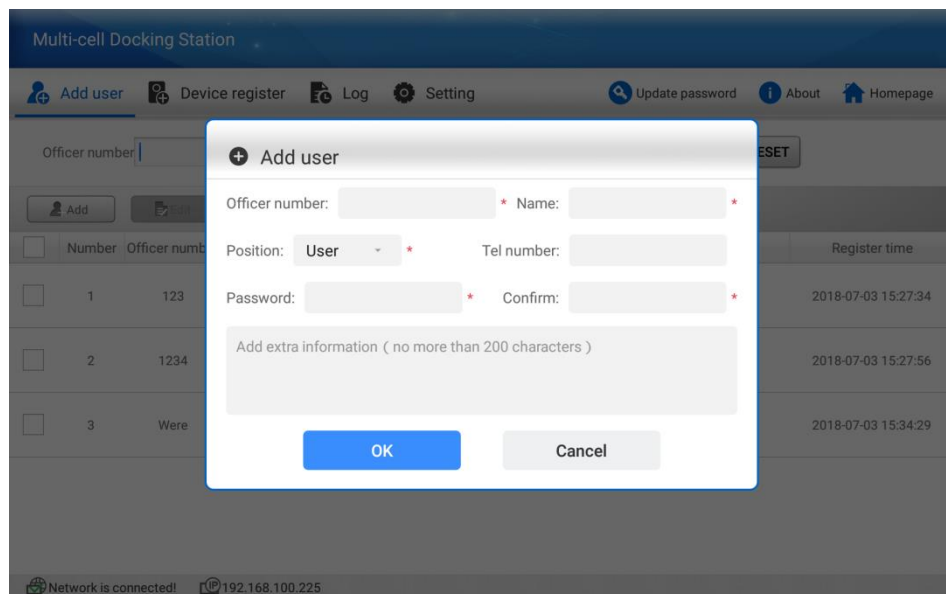 Multi-cell Docking Station
Add user Device register Log Setting Update password About Homepage
Officer number ESET
Add user
Add Edit
Officer number: * Name: *
Number Officer numb Register time
Position: User * Tel number:
1 123 2018-07-03 15:27:34
Password: * Confirm: *
Add extra information ( no more than 200 characters )
2 1234 2018-07-03 15:27:56
3 Were 2018-07-03 15:34:29
OK Cancel
Network is connected! IP 192.168.100.225